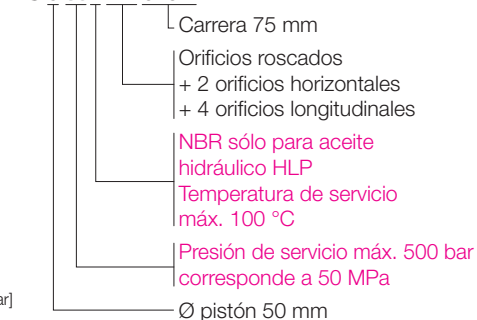 Carrera 75 mm
Orificios roscados
+ 2 orificios horizontales
+ 4 orificios longitudinales
NBR sólo para aceite
hidráulico HLP
Temperatura de servicio
máx. 100 °C
Presión de servicio máx. 500 bar
corresponde a 50 MPa
ar]
Ø pistón 50 mm